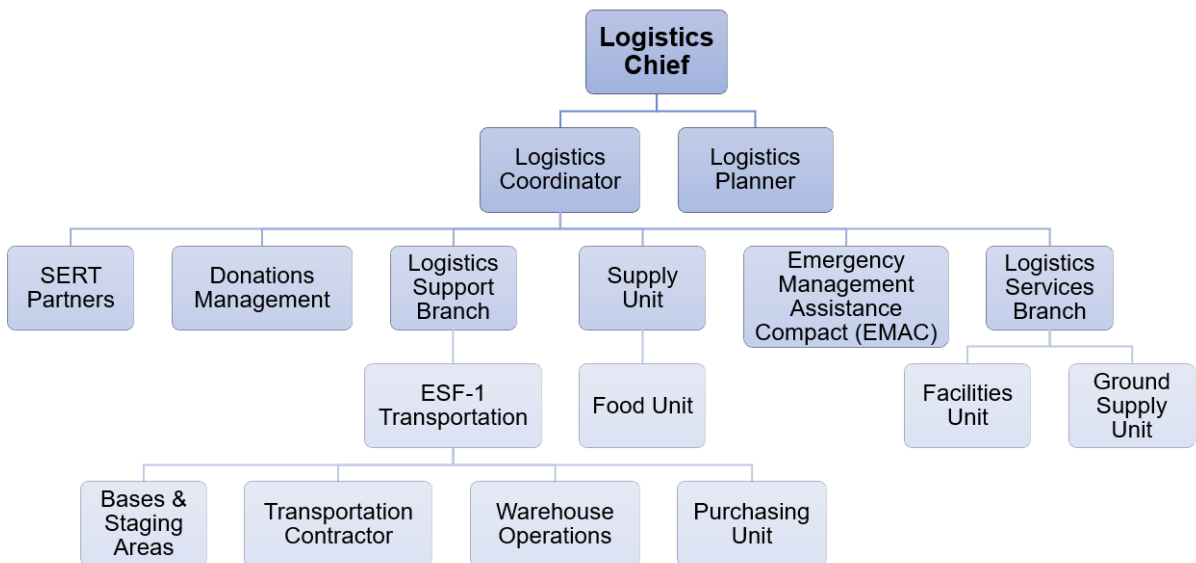 Logistics
Chief
Logistics
Coordinator
Logistics
Planner
SERT
Partners
Donations
Management
Logistics
Support
Branch
Supply
Unit
Emergency
Management
Assistance
Compact (EMAC)
Logistics
Services
Branch
ESF-1
Transportation
Food Unit
Facilities
Unit
Ground
Supply
Unit
Bases &
Staging
Areas
Transportation
Contractor
Warehouse
Operations
Purchasing
Unit